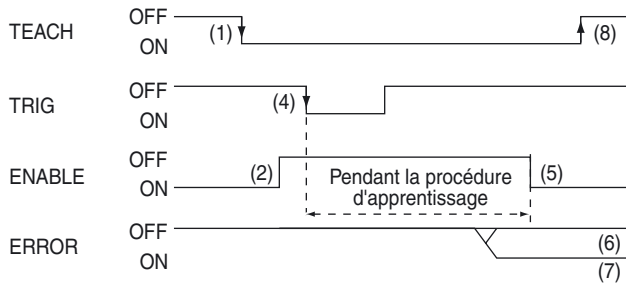 TEACH OFF ON (1) (8)
TRIG OFF ON (4)
ENABLE OFF ON (2) Pendant la procédure d'apprentissage (5)
ERROR OFF ON (6) (7)